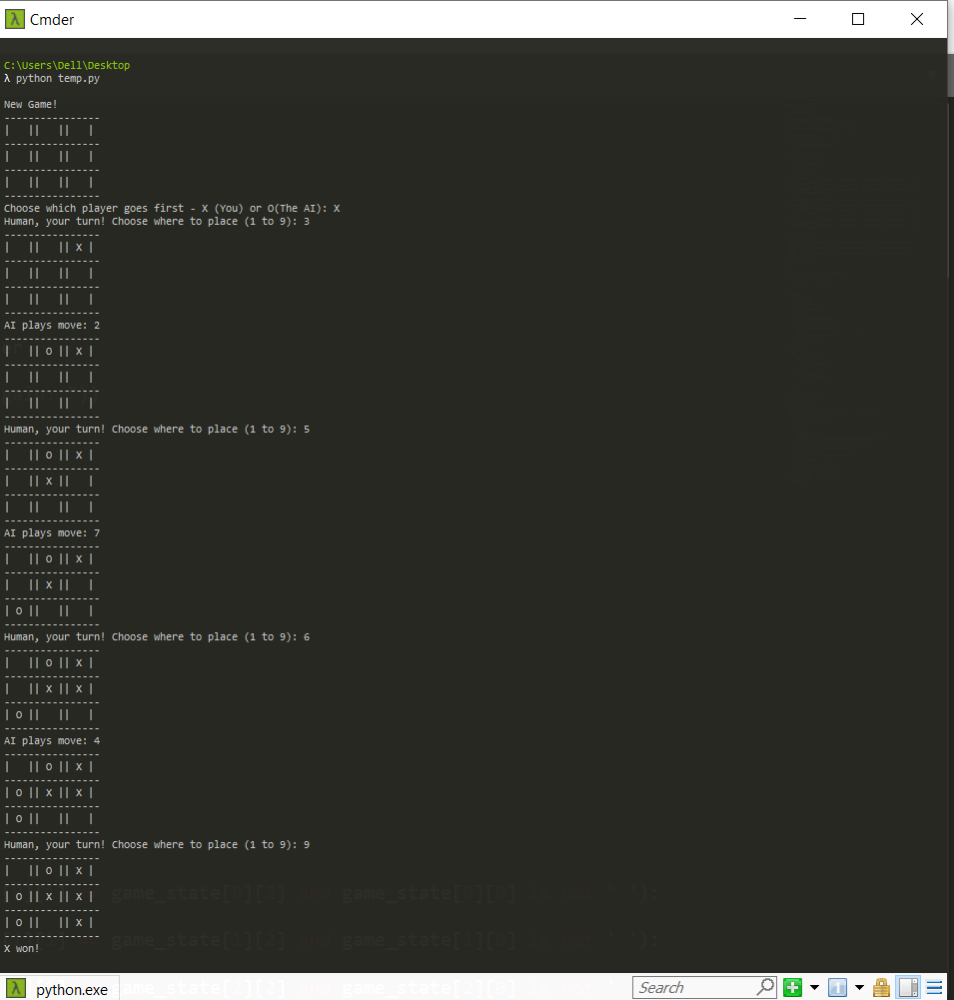 Cmder
C:\Users\Dell\Desktop
λ python temp.py
New Game!
----------------
|   ||   ||   |
----------------
|   ||   ||   |
----------------
|   ||   ||   |
----------------
Choose which player goes first - X (You) or O(The AI): X
Human, your turn! Choose where to place (1 to 9): 3
----------------
|   ||   || X |
----------------
|   ||   ||   |
----------------
|   ||   ||   |
----------------
AI plays move: 2
----------------
|   || O || X |
----------------
|   ||   ||   |
----------------
|   ||   ||   |
----------------
Human, your turn! Choose where to place (1 to 9): 5
----------------
|   || O || X |
----------------
|   || X ||   |
----------------
|   ||   ||   |
----------------
AI plays move: 7
----------------
|   || O || X |
----------------
|   || X ||   |
----------------
| O ||   ||   |
----------------
Human, your turn! Choose where to place (1 to 9): 6
----------------
|   || O || X |
----------------
|   || X || X |
----------------
| O ||   ||   |
----------------
AI plays move: 4
----------------
|   || O || X |
----------------
| O || X || X |
----------------
| O ||   ||   |
----------------
Human, your turn! Choose where to place (1 to 9): 9
----------------
|   || O || X |
----------------
| O || X || X |
----------------
| O ||   || X |
----------------
X won!
λ python.exe
Search